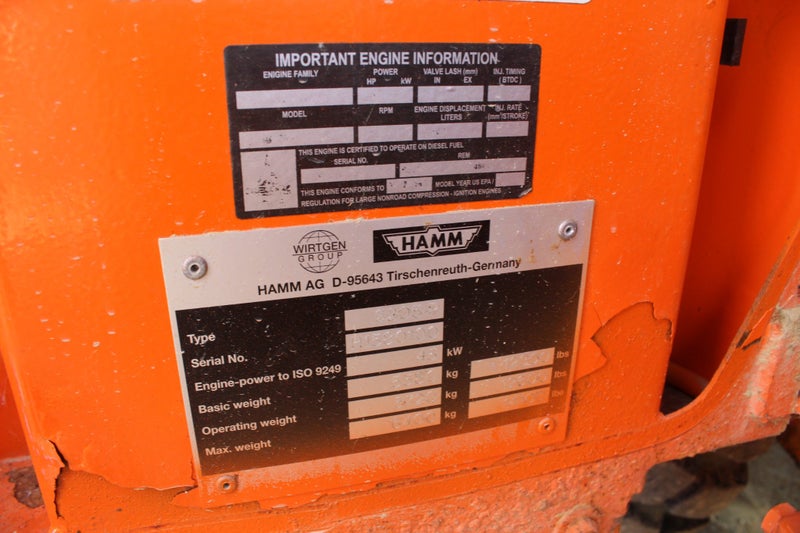 IMPORTANT ENGINE INFORMATION
ENIGINE FAMILY POWER VALVE LASH (mm) INJ. TIMING
HP kW IN EX (BTDC)
MODEL RPM ENGINE DISPLACEMENT INJ. RATE
LITERS (mm³/STROKE)
THIS ENGINE IS CERTIFIED TO OPERATE ON DIESEL FUEL
SERIAL NO. REM
THIS ENGINE CONFORMS TO MODEL YEAR US EPA
REGULATION FOR LARGE NONROAD COMPRESSION - IGNITION ENGINES
WIRTGEN
GROUP
HAMM
HAMM AG D-95643 Tirschenreuth-Germany
Type
Serial No.
Engine-power to ISO 9249 kW
Basic weight kg lbs
Operating weight kg lbs
Max. weight kg lbs